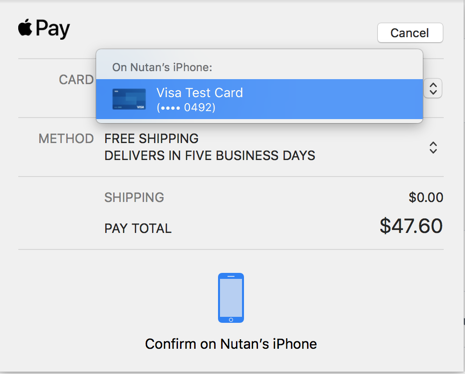 Pay
Cancel
On Nutan's iPhone:
CARD
Visa Test Card
(•••• 0492)
METHOD
FREE SHIPPING
DELIVERS IN FIVE BUSINESS DAYS
SHIPPING
$0.00
PAY TOTAL
$47.60
Confirm on Nutan's iPhone